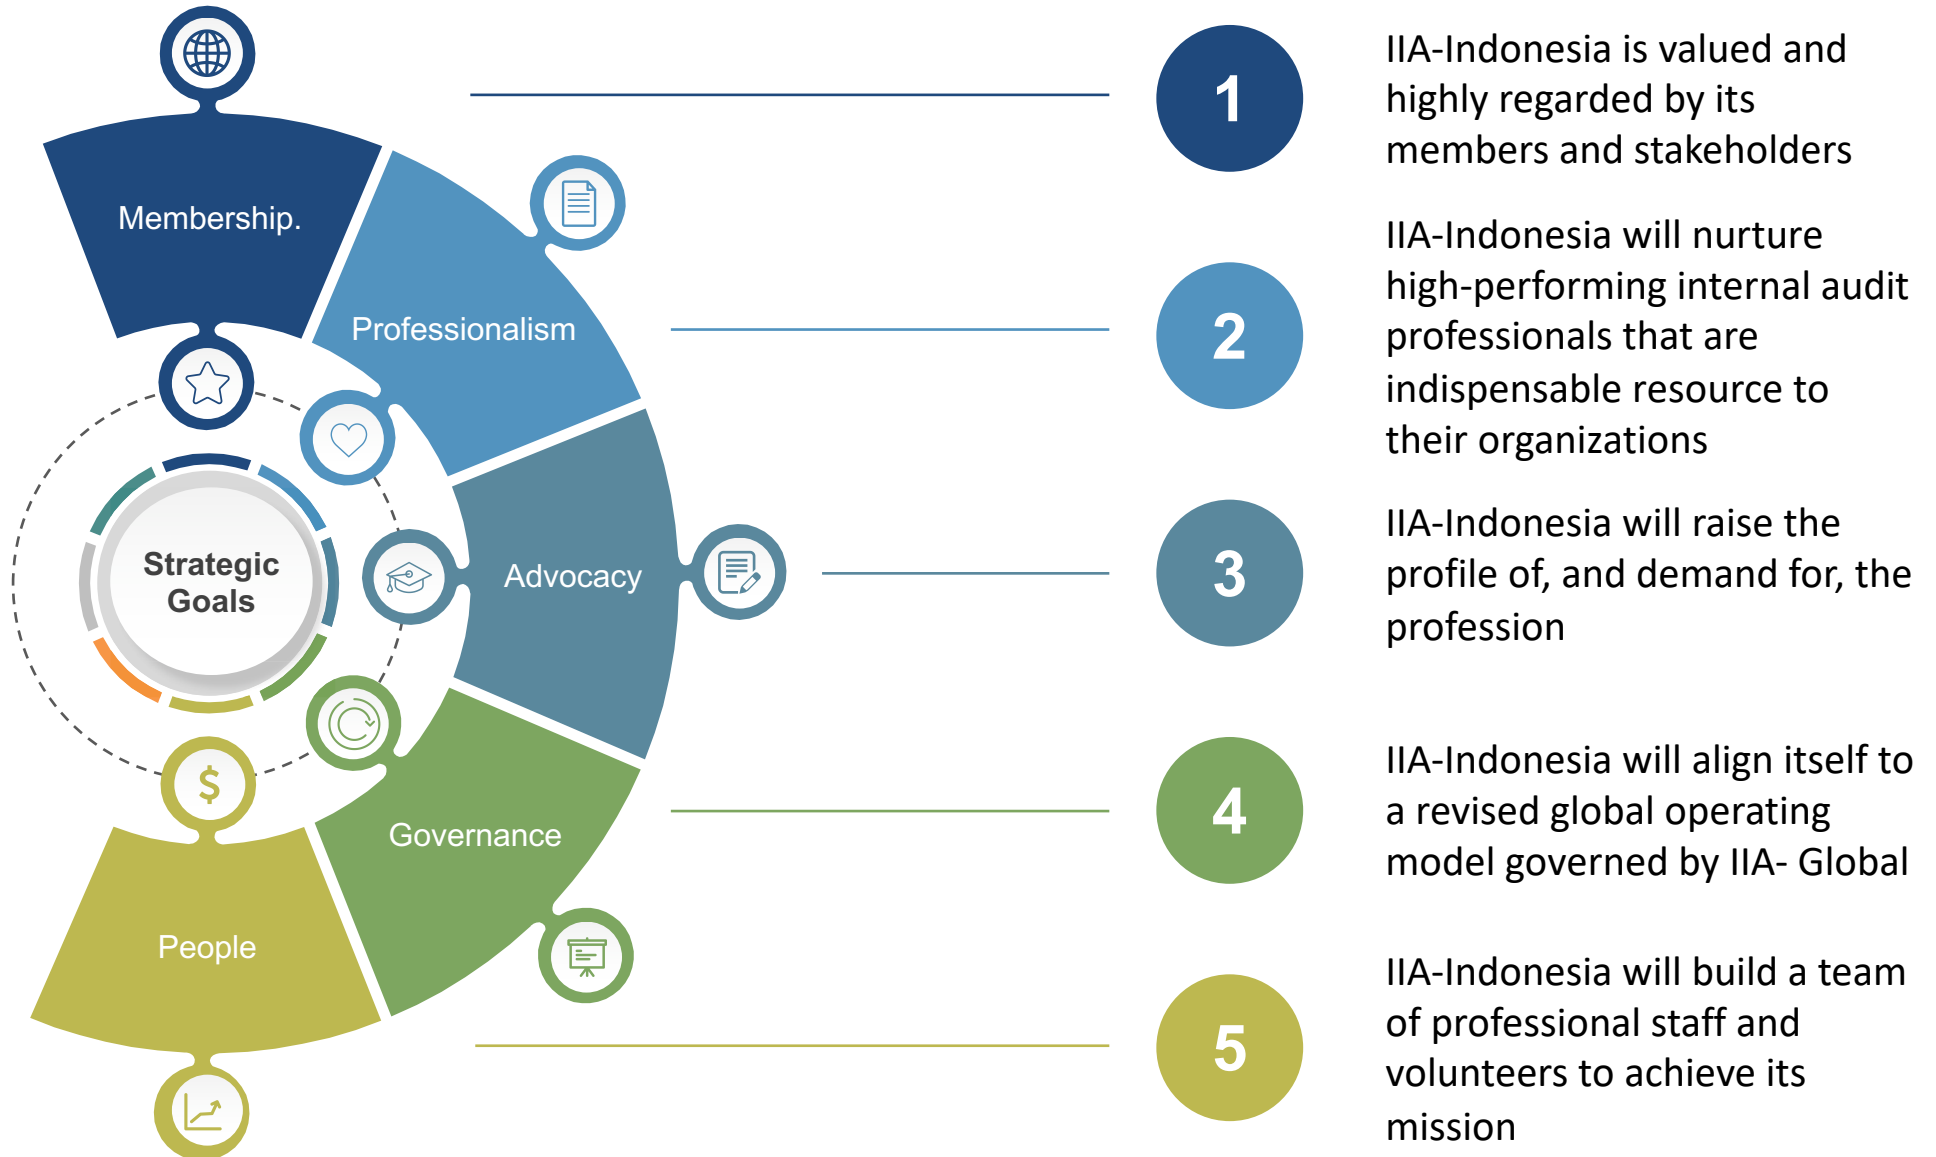 Membership.
Professionalism
Advocacy
Governance
People
Strategic
Goals
$
1
IIA-Indonesia is valued and
highly regarded by its
members and stakeholders
2
IIA-Indonesia will nurture
high-performing internal audit
professionals that are
indispensable resource to
their organizations
3
IIA-Indonesia will raise the
profile of, and demand for, the
profession
4
IIA-Indonesia will align itself to
a revised global operating
model governed by IIA- Global
5
IIA-Indonesia will build a team
of professional staff and
volunteers to achieve its
mission